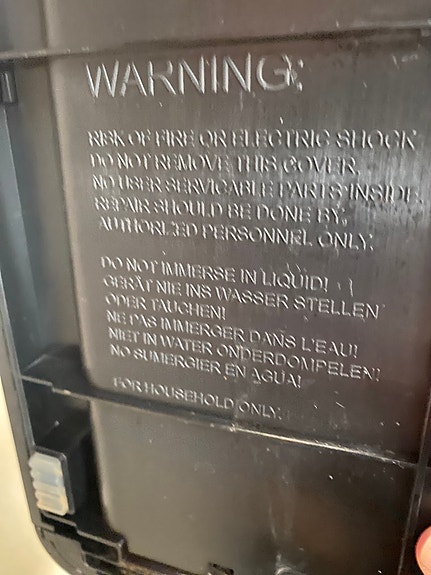 WARNING:
RISK OF FIRE OR ELECTRIC SHOCK
DO NOT REMOVE THIS COVER.
NO USER SERVICABLE PARTS INSIDE.
REPAIR SHOULD BE DONE BY,
AUTHORLED PERSONNEL ONLY.
DO NOT IMMERSE IN LIQUID!
GERÄT NIE INS WASSER STELLEN
ODER TAUCHEN!
NE PAS IMMERGER DANS L'EAU!
NIET IN WATER ONDERDOMPELEN!
NO SUMERGIER EN AGUA!
FOR HOUSEHOLD ONLY.